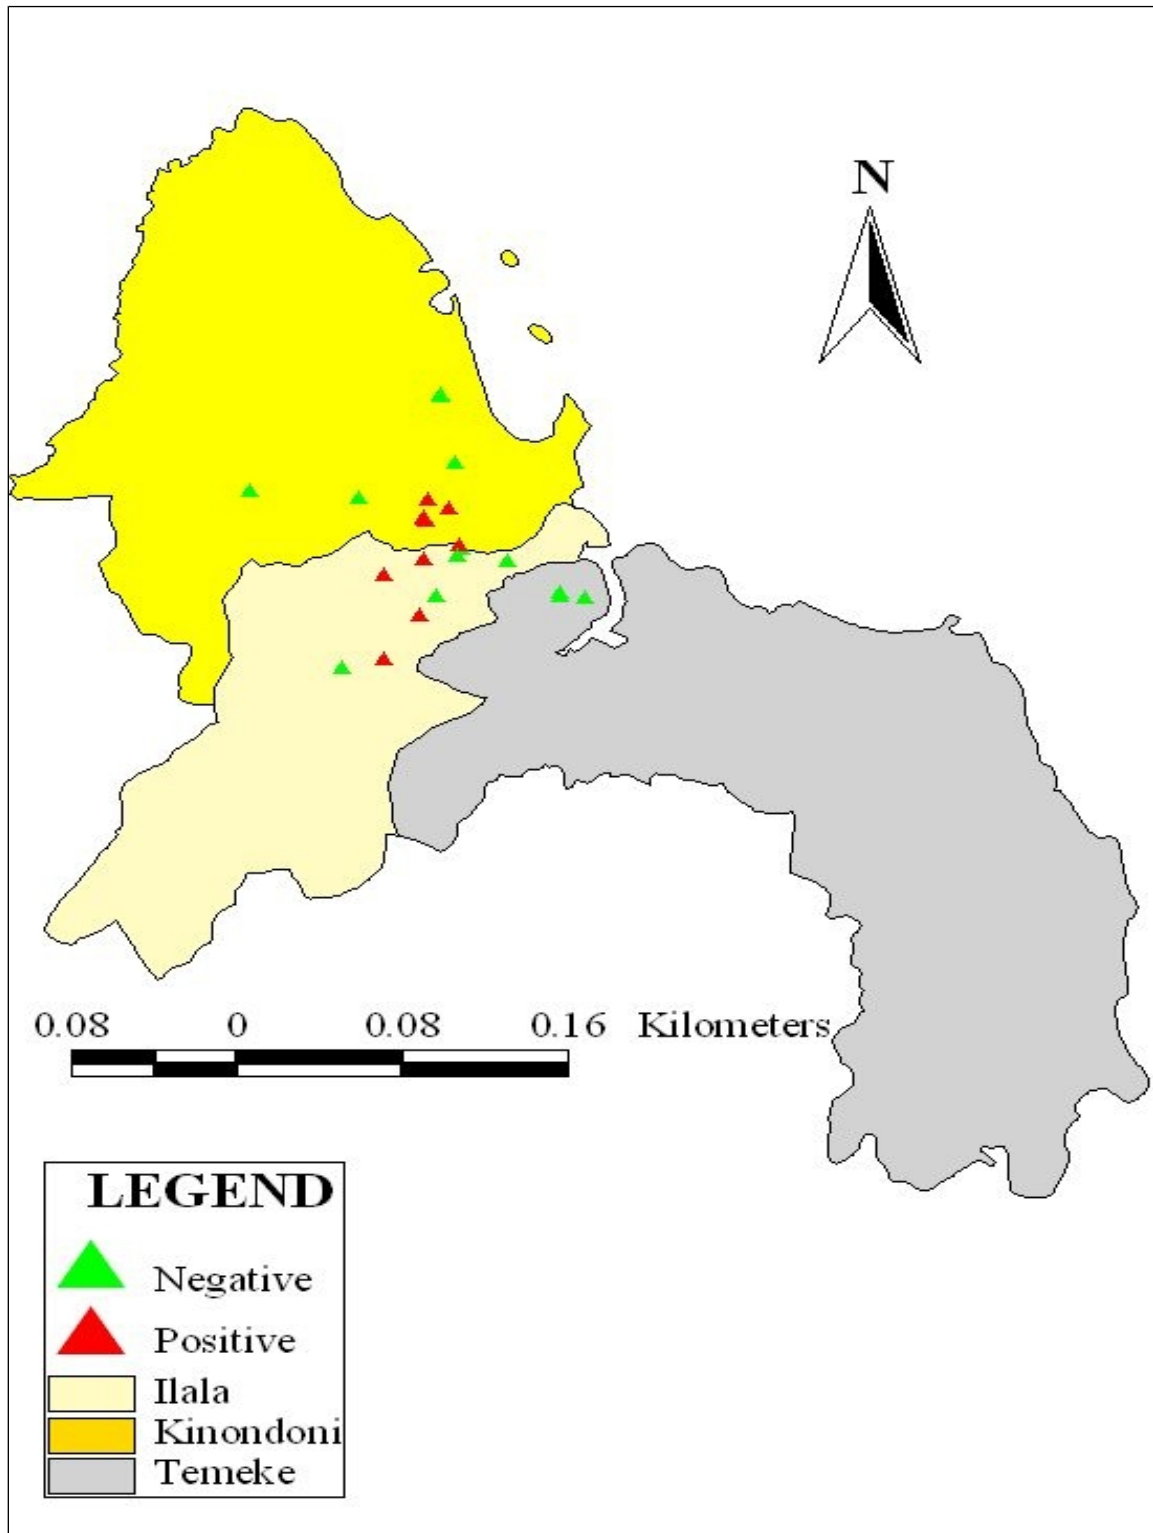 N
0.08 0 0.08 0.16 Kilometers
LEGEND
Negative
Positive
Ilala
Kinondoni
Temeke